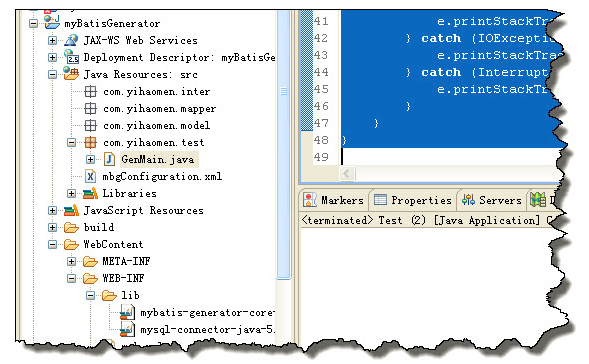 myBatisGenerator
JAX-WS Web Services
Deployment Descriptor: myBatisGe
Java Resources: src
com.yihaomen.inter
com.yihaomen.mapper
com.yihaomen.model
com.yihaomen.test
GenMain.java
mbgConfiguration.xml
Libraries
JavaScript Resources
build
WebContent
META-INF
WEB-INF
lib
mybatis-generator-core-
mysql-connector-java-5.
41 e.printStackTra
42 } catch (IOExceptio
43 e.printStackTra
44 } catch (Interrupt
45 e.printStackTr
46 }
47 }
48 }
49
Markers Properties Servers
<terminated> Test (2) [Java Application]